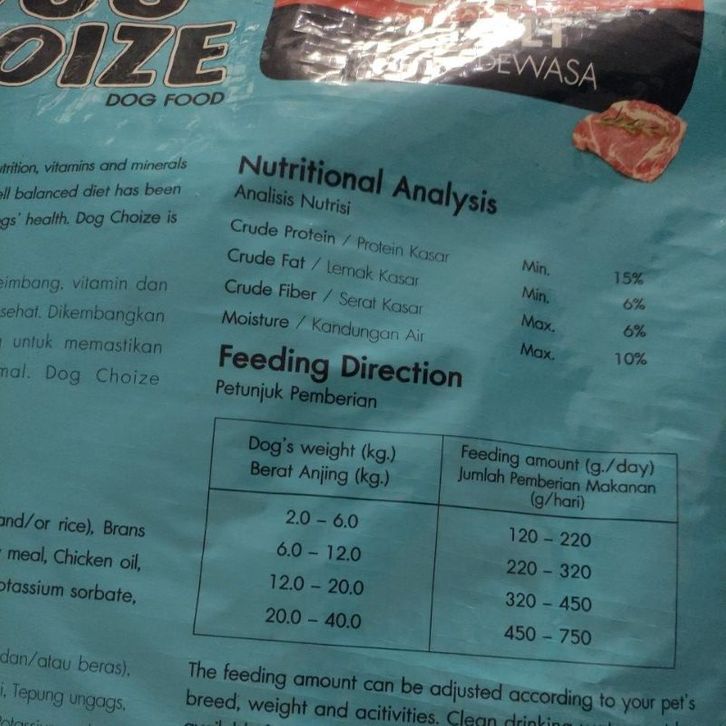 OIZE
DOG FOOD
DEWASA
vitamins and minerals
balanced diet has been
health. Dog Choize is
vitamin dan
sehat. Dikembangkan
untuk memastikan
Dog Choize
Nutritional Analysis
Analisis Nutrisi
Crude Protein / Protein Kasar Min. 15%
Crude Fat / Lemak Kasar Min. 6%
Crude Fiber / Serat Kasar Max. 6%
Moisture / Kandungan Air Max. 10%
Feeding Direction
Petunjuk Pemberian
Dog's weight (kg.) Feeding amount (g./day)
Berat Anjing (kg.) Jumlah Pemberian Makanan
(g/hari)
2.0 – 6.0 120 – 220
6.0 – 12.0 220 – 320
12.0 – 20.0 320 – 450
20.0 – 40.0 450 – 750
and/or rice), Brans
meal, Chicken oil,
sorbate,
dan/atau beras),
Tepung ungags,
The feeding amount can be adjusted according to your pet's
breed, weight and acitivities. Clean drinking